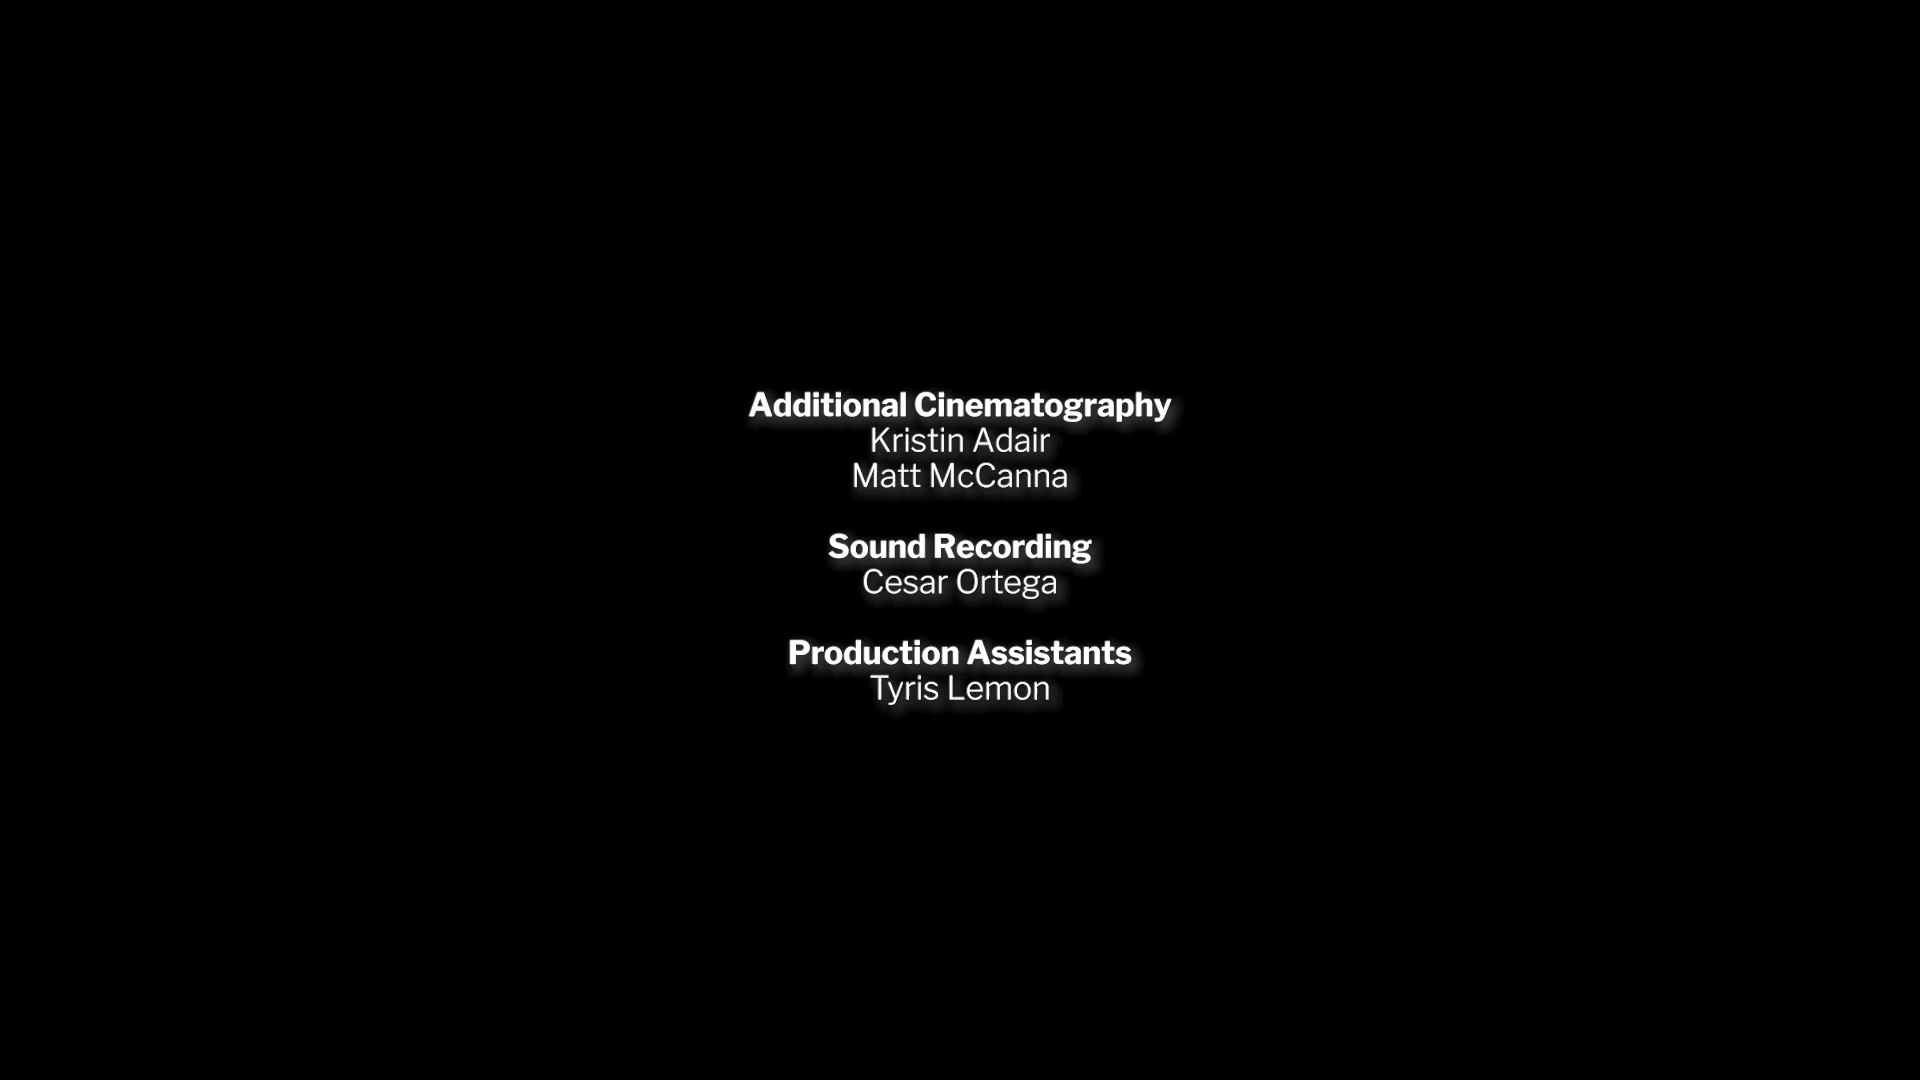 Additional Cinematography
Kristin Adair
Matt McCanna
Sound Recording
Cesar Ortega
Production Assistants
Tyris Lemon